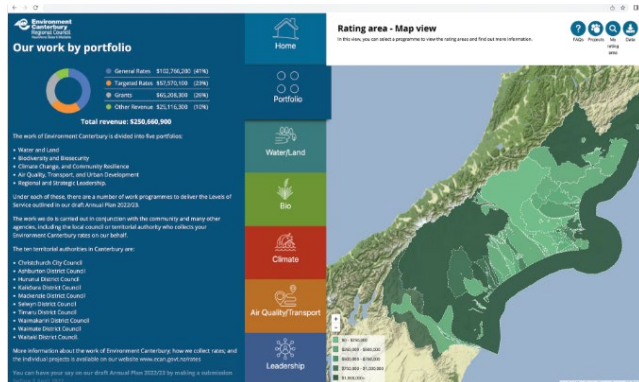 Environment
Canterbury
Regional Council
Our work by portfolio
General Rates $102,766,200 (41%)
Targeted Rates $57,570,100 (23%)
Grants $65,208,300 (26%)
Other Revenue $25,116,300 (10%)
Total revenue: $250,660,900
The work of Environment Canterbury is divided into five portfolios:
• Water and Land
• Biodiversity and Biosecurity
• Climate Change, and Community Resilience
• Air Quality, Transport, and Urban Development
• Regional and Strategic Leadership.
Under each of these, there are a number of work programmes to deliver the Levels of
Service outlined in our draft Annual Plan 2022/23.
The work we do is carried out in conjunction with the community and many other
agencies, including the local council or territorial authority who collects your
Environment Canterbury rates on our behalf.
The ten territorial authorities in Canterbury are:
• Christchurch City Council
• Ashburton District Council
• Hurunui District Council
• Kaikōura District Council
• Mackenzie District Council
• Selwyn District Council
• Timaru District Council
• Waimakariri District Council
• Waimate District Council
• Waitaki District Council.
More information about the work of Environment Canterbury, how we collect rates, and
the individual projects is available on our website www.ecan.govt.nz/rates
You can have your say on our draft Annual Plan 2022/23 by making a submission
Home
Portfolio
Water/Land
Bio
Climate
Air Quality/Transport
Leadership
Rating area - Map view
In this view, you can select a programme to view the rating areas and find out more information.
FAQs
Projects
My
rating
area
Data
+
-